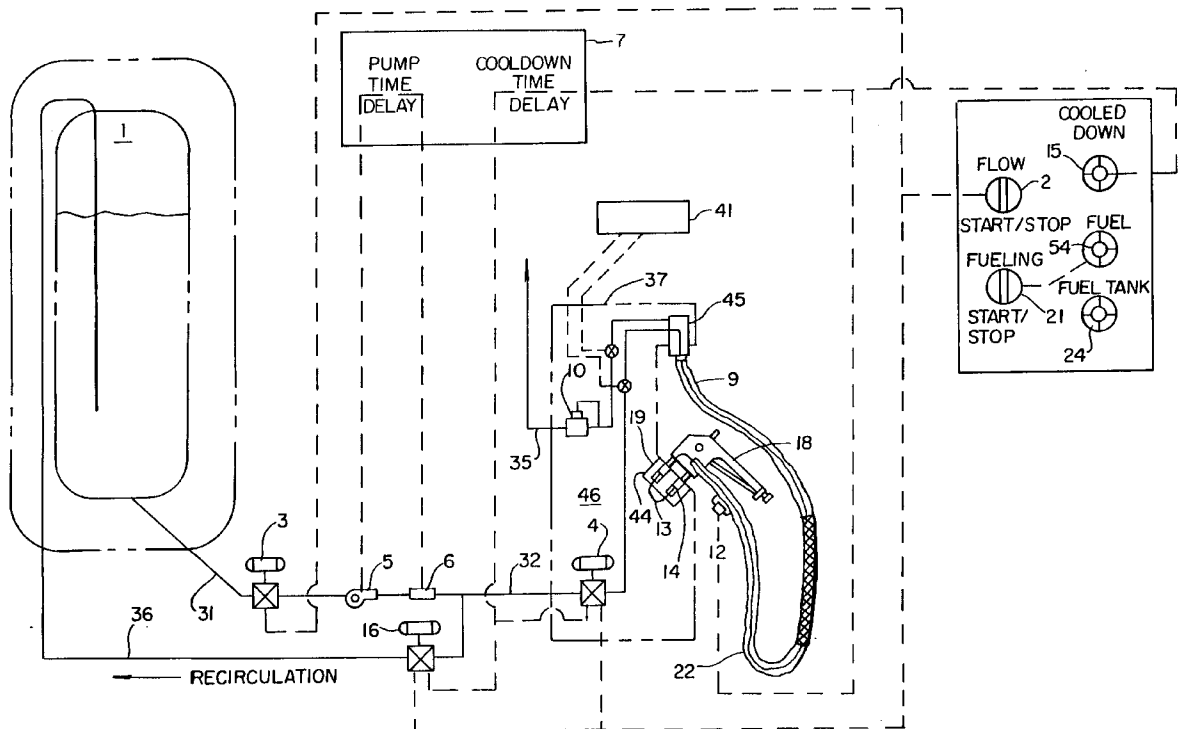 7
PUMP
TIME
DELAY
COOLDOWN
TIME
DELAY
1
COOLED
DOWN
15
FLOW
2
START/STOP
FUEL
54
FUELING
21
START/
STOP
FUEL TANK
24
41
37
45
9
10
35
19
18
44
13
46
14
12
3
4
5
6
32
31
16
36
RECIRCULATION
22